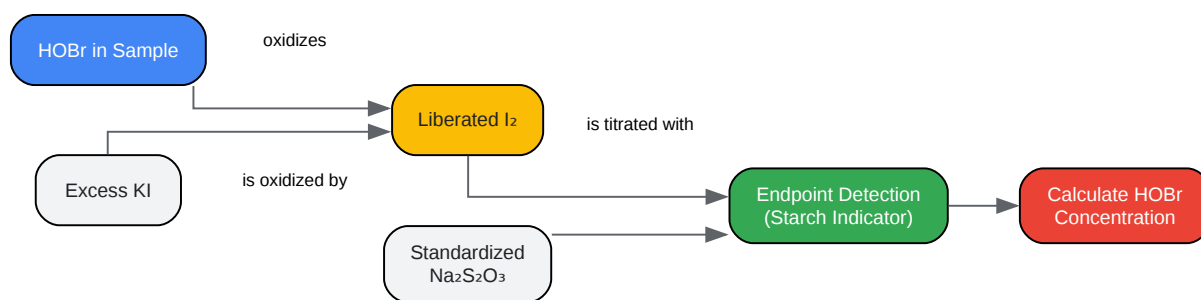 HOBr in Sample
oxidizes
Liberated I₂
is titrated with
Excess KI
is oxidized by
Endpoint Detection
(Starch Indicator)
Calculate HOBr
Concentration
Standardized
Na₂S₂O₃